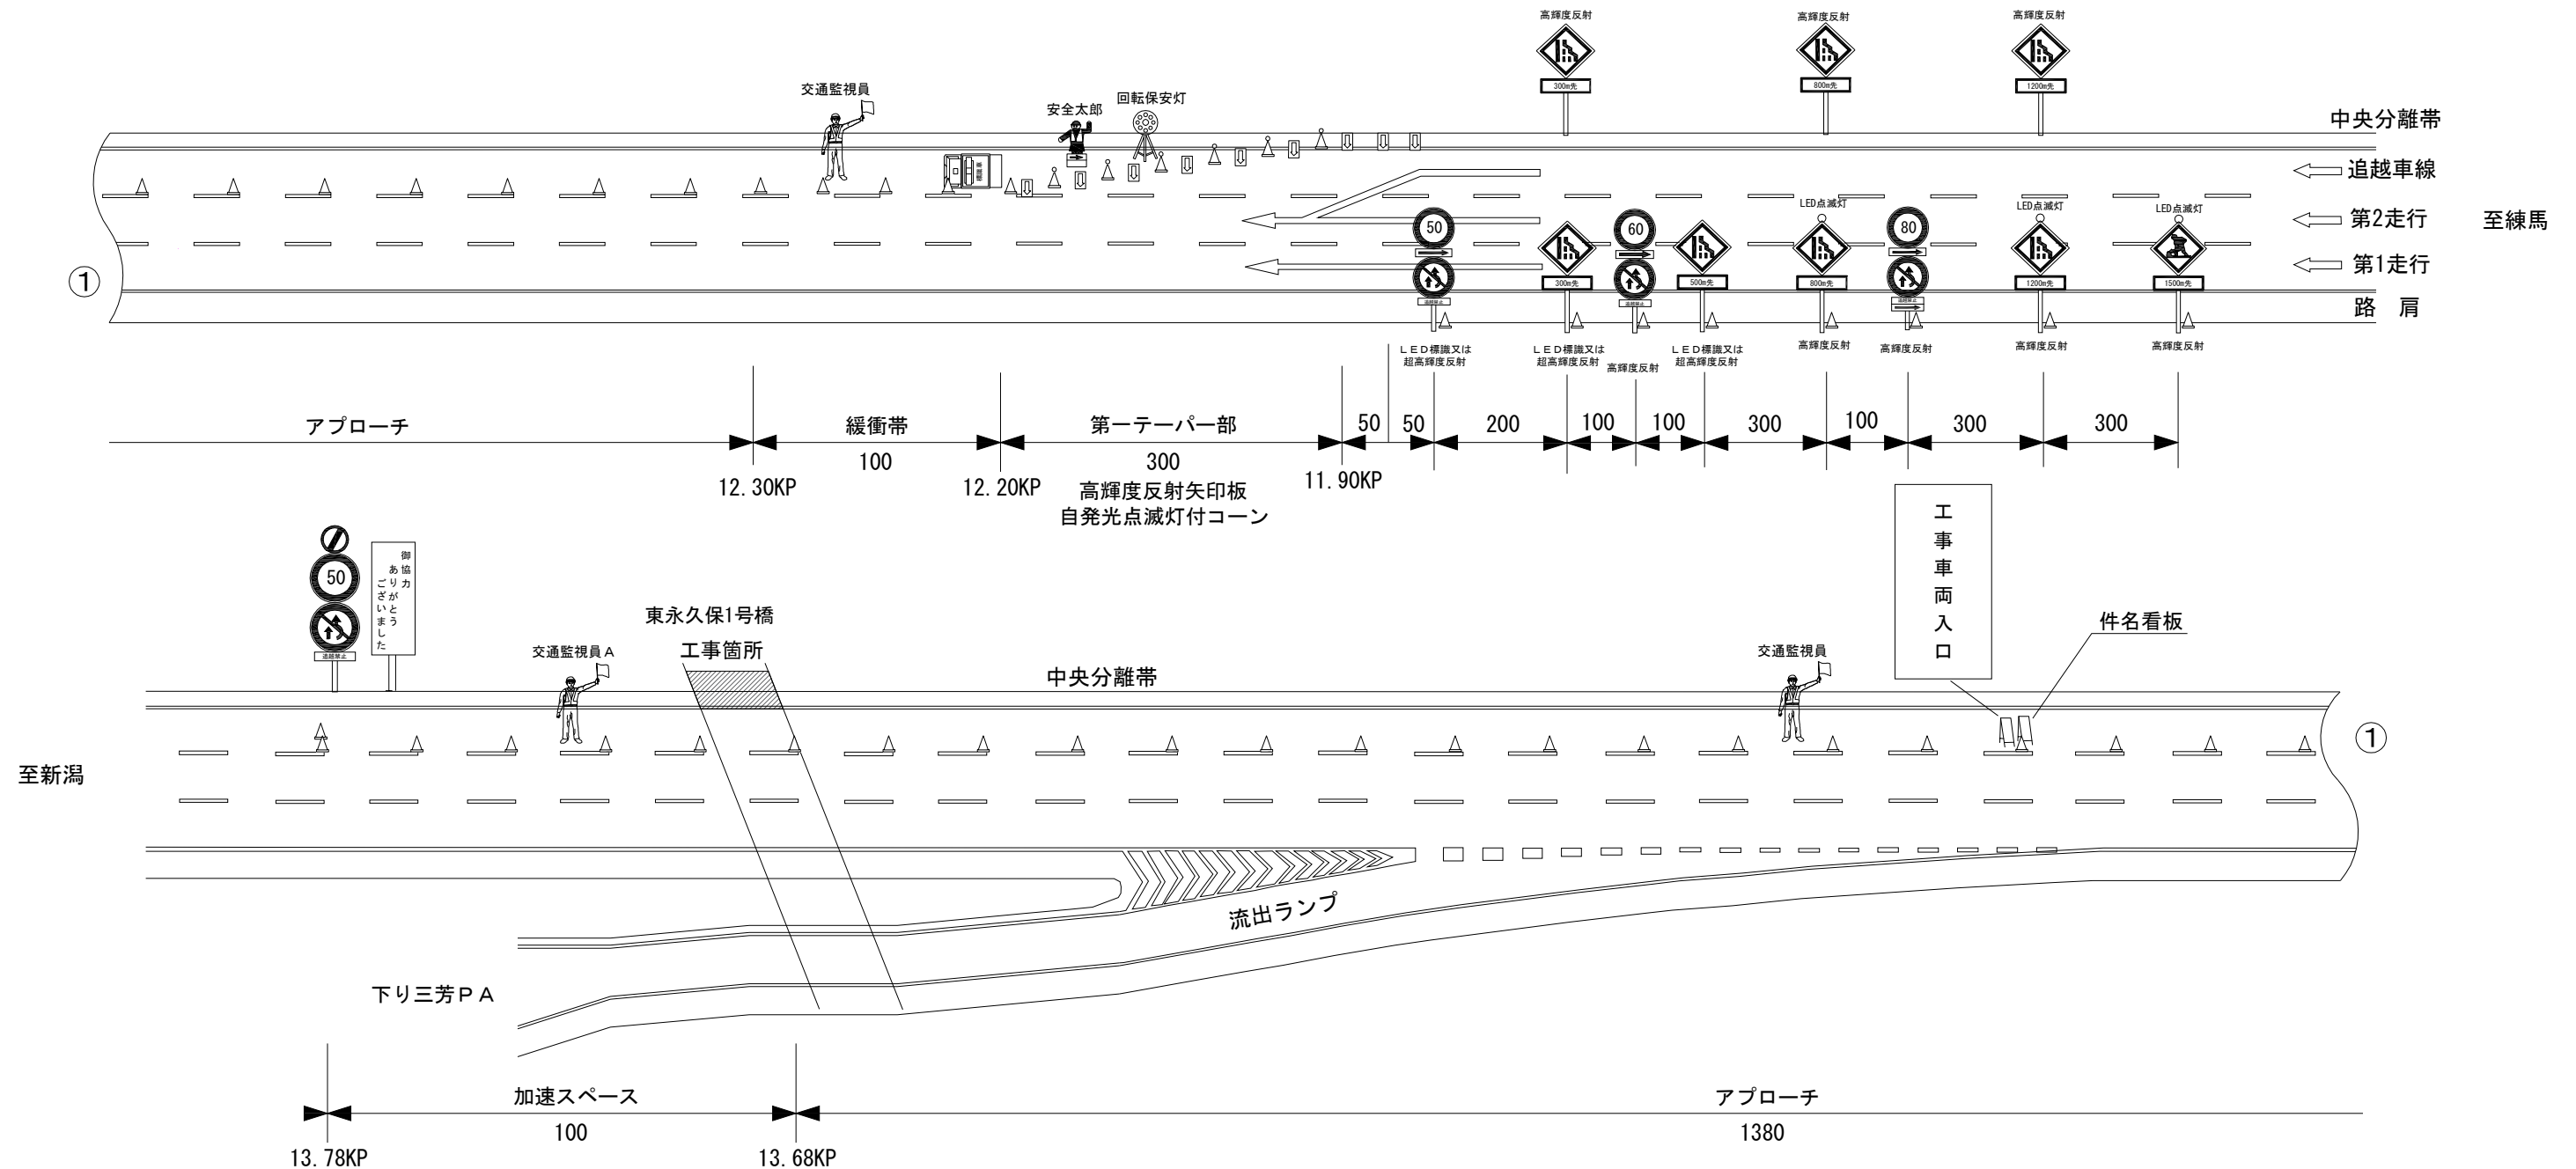 高輝度反射
高輝度反射
高輝度反射
300m先
800m先
1200m先
交通監視員
安全太郎
回転保安灯
中央分離帯
追越車線
第2走行
至練馬
第1走行
路 肩
①
LED点滅灯
LED点滅灯
LED点滅灯
50
60
80
300m先
500m先
800m先
1200m先
1500m先
追越禁止
追越禁止
追越禁止
LED標識又は
超高輝度反射
LED標識又は
超高輝度反射
高輝度反射
LED標識又は
超高輝度反射
高輝度反射
高輝度反射
高輝度反射
高輝度反射
アプローチ
緩衝帯
第一テーパー部
50
50
200
100
100
300
100
300
300
100
300
12.30KP
12.20KP
11.90KP
高輝度反射矢印板
自発光点滅灯付コーン
50
追越禁止
御協力
ありがとう
ございました
交通監視員A
東永久保1号橋
工事箇所
中央分離帯
交通監視員
工事車両入口
件名看板
①
至新潟
流出ランプ
下り三芳PA
加速スペース
100
アプローチ
1380
13.78KP
13.68KP